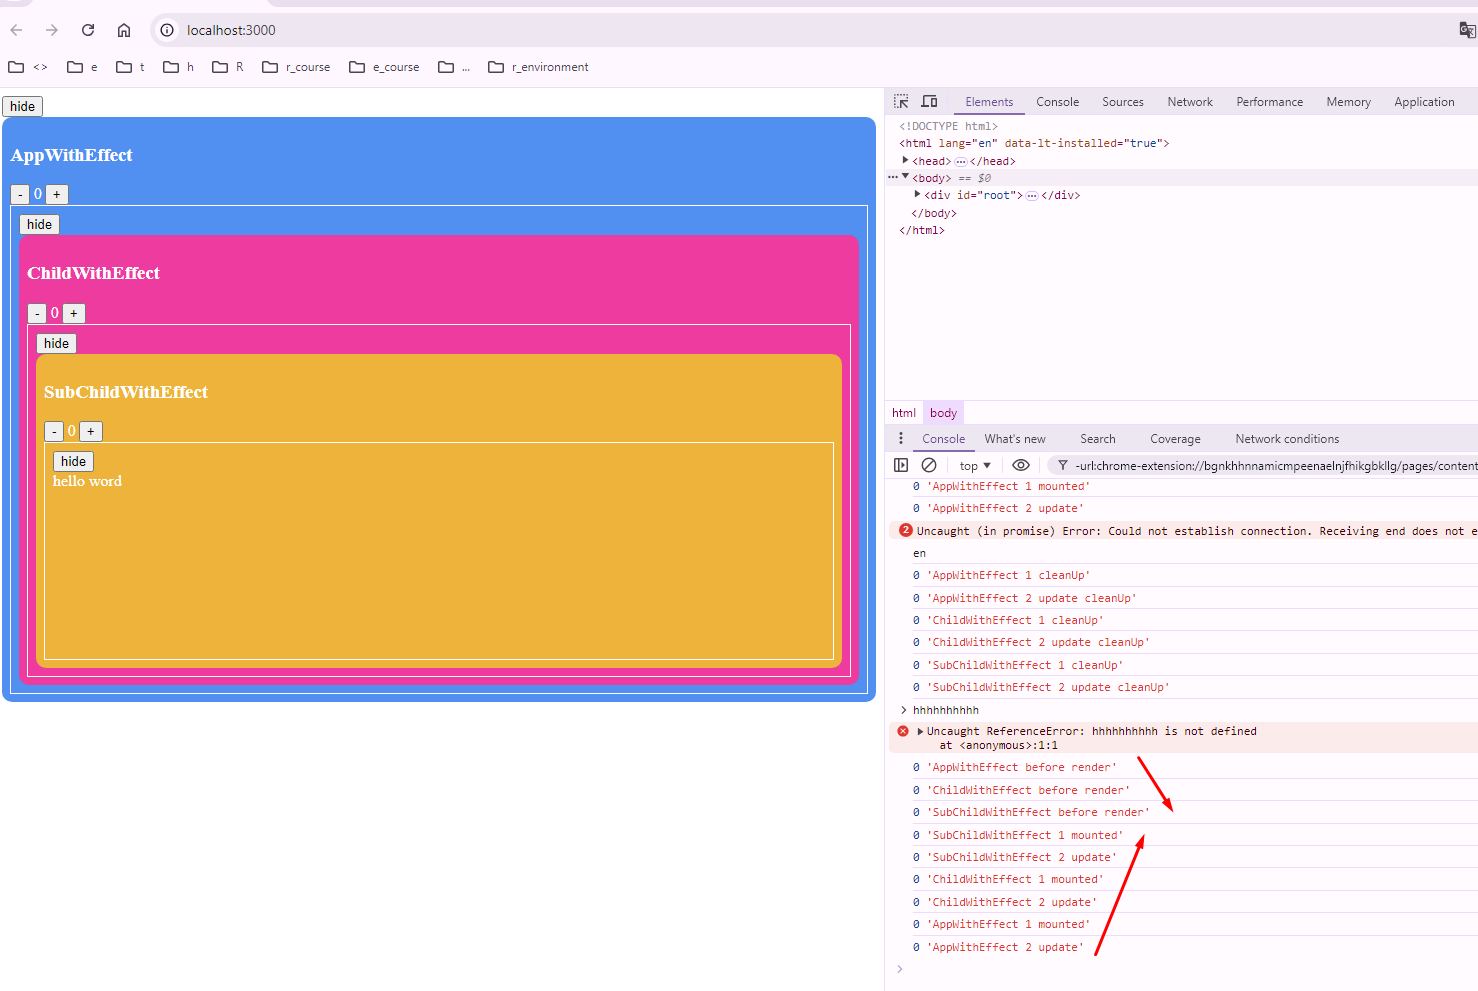 localhost:3000
<> e t h R r_course e_course ... r_environment
hide
AppWithEffect
- 0 +
hide
ChildWithEffect
- 0 +
hide
SubChildWithEffect
- 0 +
hide
hello word
Elements Console Sources Network Performance Memory Application
<!DOCTYPE html>
<html lang="en" data-lt-installed="true">
<head> ... </head>
... <body> == $0
<div id="root"> ... </div>
</body>
</html>
html body
Console What's new Search Coverage Network conditions
top ▼ -url:chrome-extension://bgnkhhnnamicmpeenaelnjfhikgbkllg/pages/content
0 'AppWithEffect 1 mounted'
0 'AppWithEffect 2 update'
2 Uncaught (in promise) Error: Could not establish connection. Receiving end does not e
en
0 'AppWithEffect 1 cleanUp'
0 'AppWithEffect 2 update cleanUp'
0 'ChildWithEffect 1 cleanUp'
0 'ChildWithEffect 2 update cleanUp'
0 'SubChildWithEffect 1 cleanUp'
0 'SubChildWithEffect 2 update cleanUp'
> hhhhhhhhhh
Uncaught ReferenceError: hhhhhhhhhh is not defined
at <anonymous>:1:1
0 'AppWithEffect before render'
0 'ChildWithEffect before render'
0 'SubChildWithEffect before render'
0 'SubChildWithEffect 1 mounted'
0 'SubChildWithEffect 2 update'
0 'ChildWithEffect 1 mounted'
0 'ChildWithEffect 2 update'
0 'AppWithEffect 1 mounted'
0 'AppWithEffect 2 update'
>